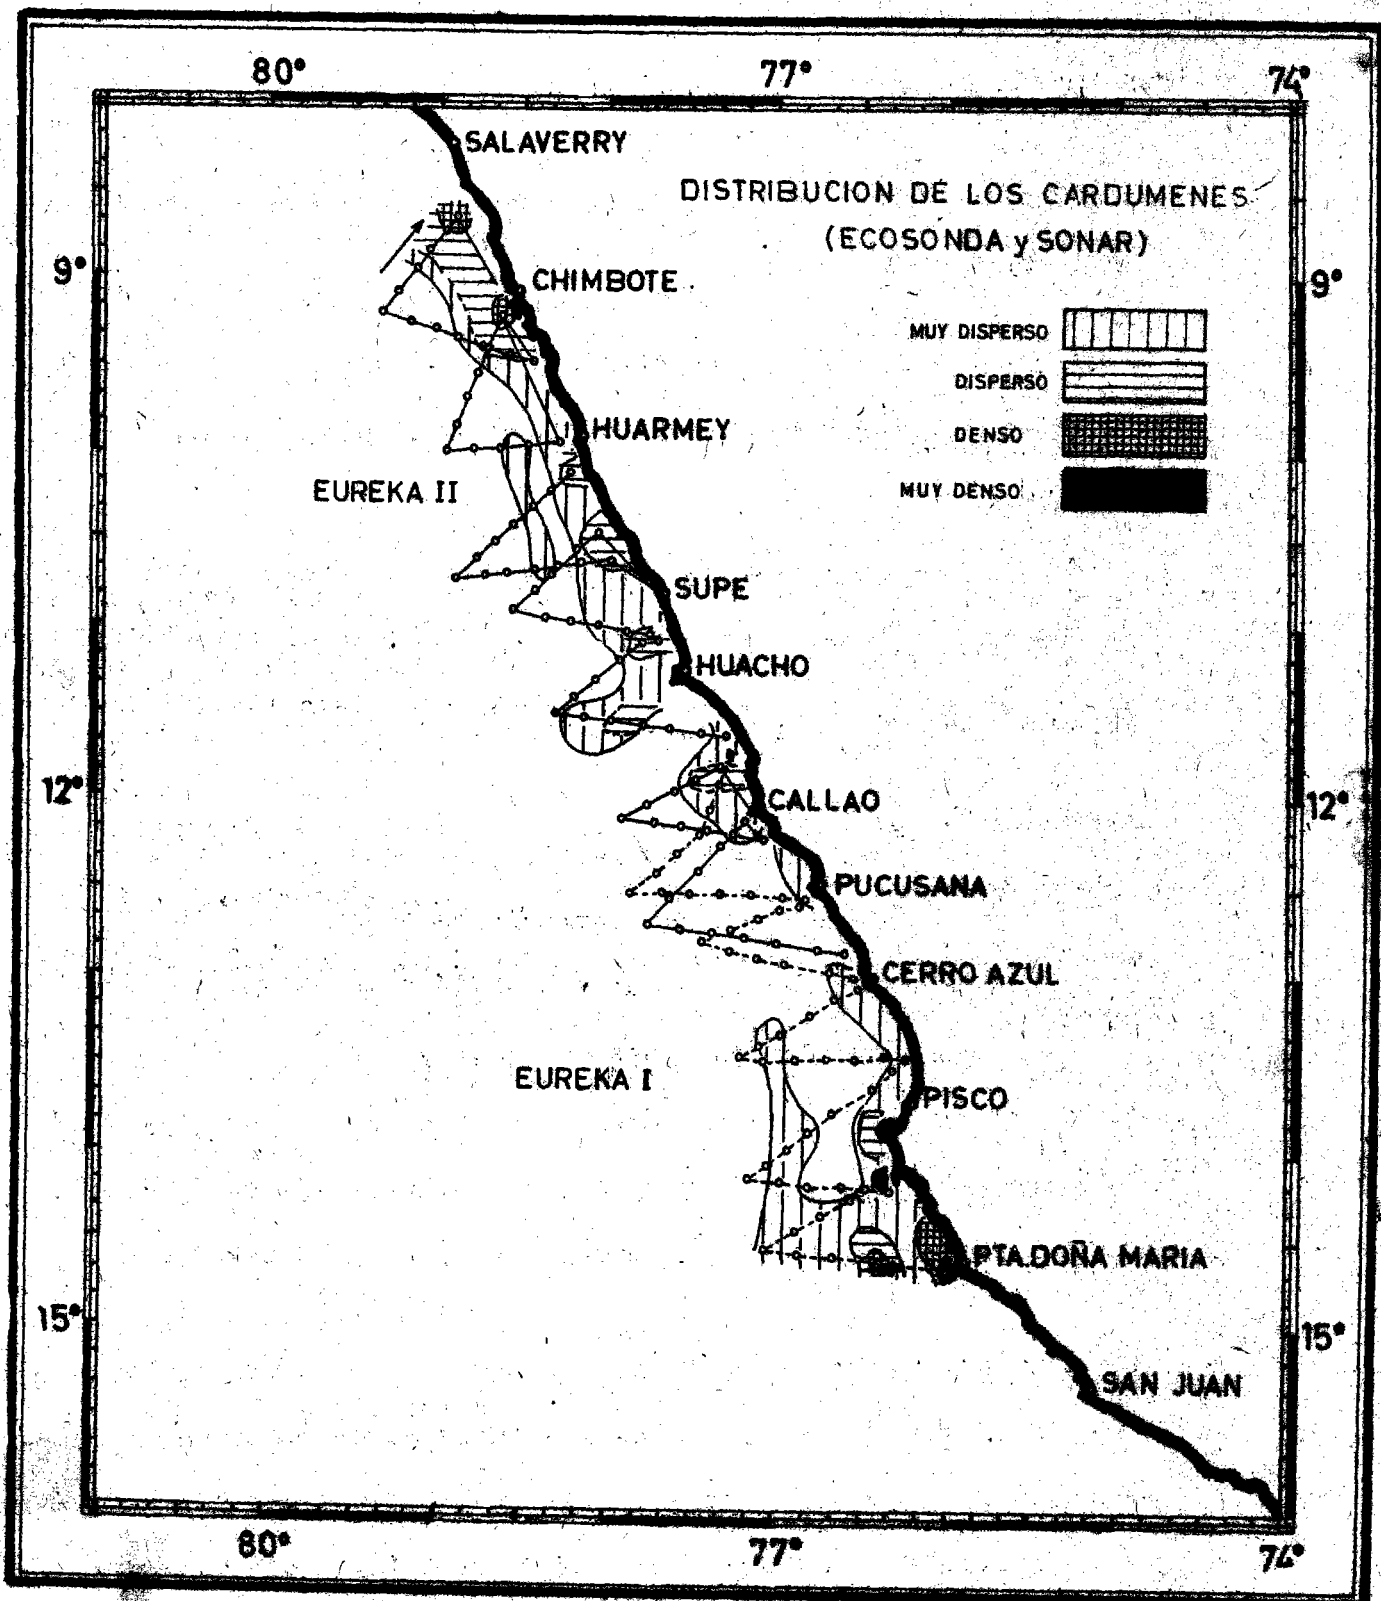 80° 77° 74°
SALAVERRY
DISTRIBUCION DE LOS CARDUMENES
(ECOSONDA y SONAR)
9° 9°
CHIMBOTE
MUY DISPERSO
DISPERSO
HUARMEY
DENSO
EUREKA II
MUY DENSO
SUPE
HUACHO
12° 12°
CALLAO
PUCUSANA
CERRO AZUL
EUREKA I
PISCO
PTA.DOÑA MARIA
15° 15°
SAN JUAN
80° 77° 74°